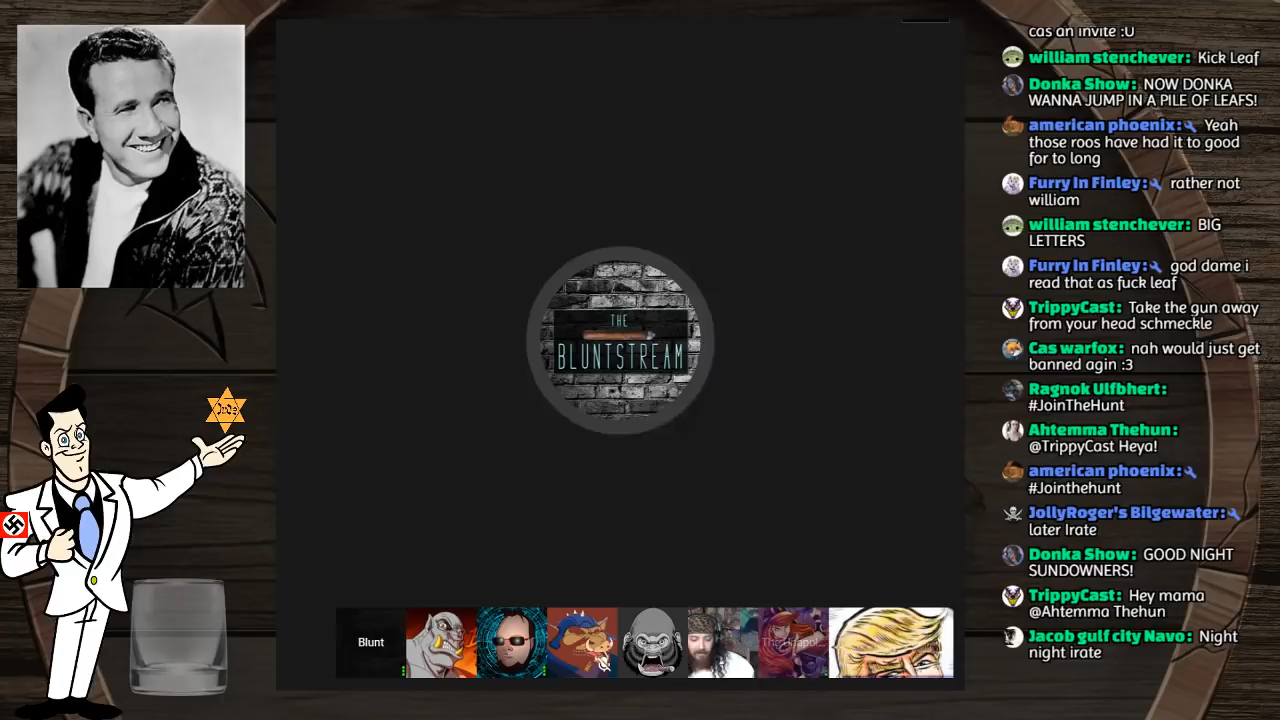 cas an invite :U
william stenchever: Kick Leaf
Donka Show: NOW DONKA
WANNA JUMP IN A PILE OF LEAFS!
american phoenix: Yeah
those roos have had it to good
for to long
Furry In Finley: rather not
william
william stenchever: BIG
LETTERS
Furry In Finley: god dame i
read that as fuck leaf
TrippyCast: Take the gun away
from your head schmeckle
Cas warfox: nah would just get
banned agin :3
Ragnok Ulfbhert:
#JoinTheHunt
Ahtemma Thehun:
@TrippyCast Heya!
american phoenix:
#Jointhehunt
JollyRoger's Bilgewater:
later Irate
Donka Show: GOOD NIGHT
SUNDOWNERS!
TrippyCast: Hey mama
@Ahtemma Thehun
Jacob gulf city Navo: Night
night irate
THE
BLUNTSTREAM
Jude
Blunt